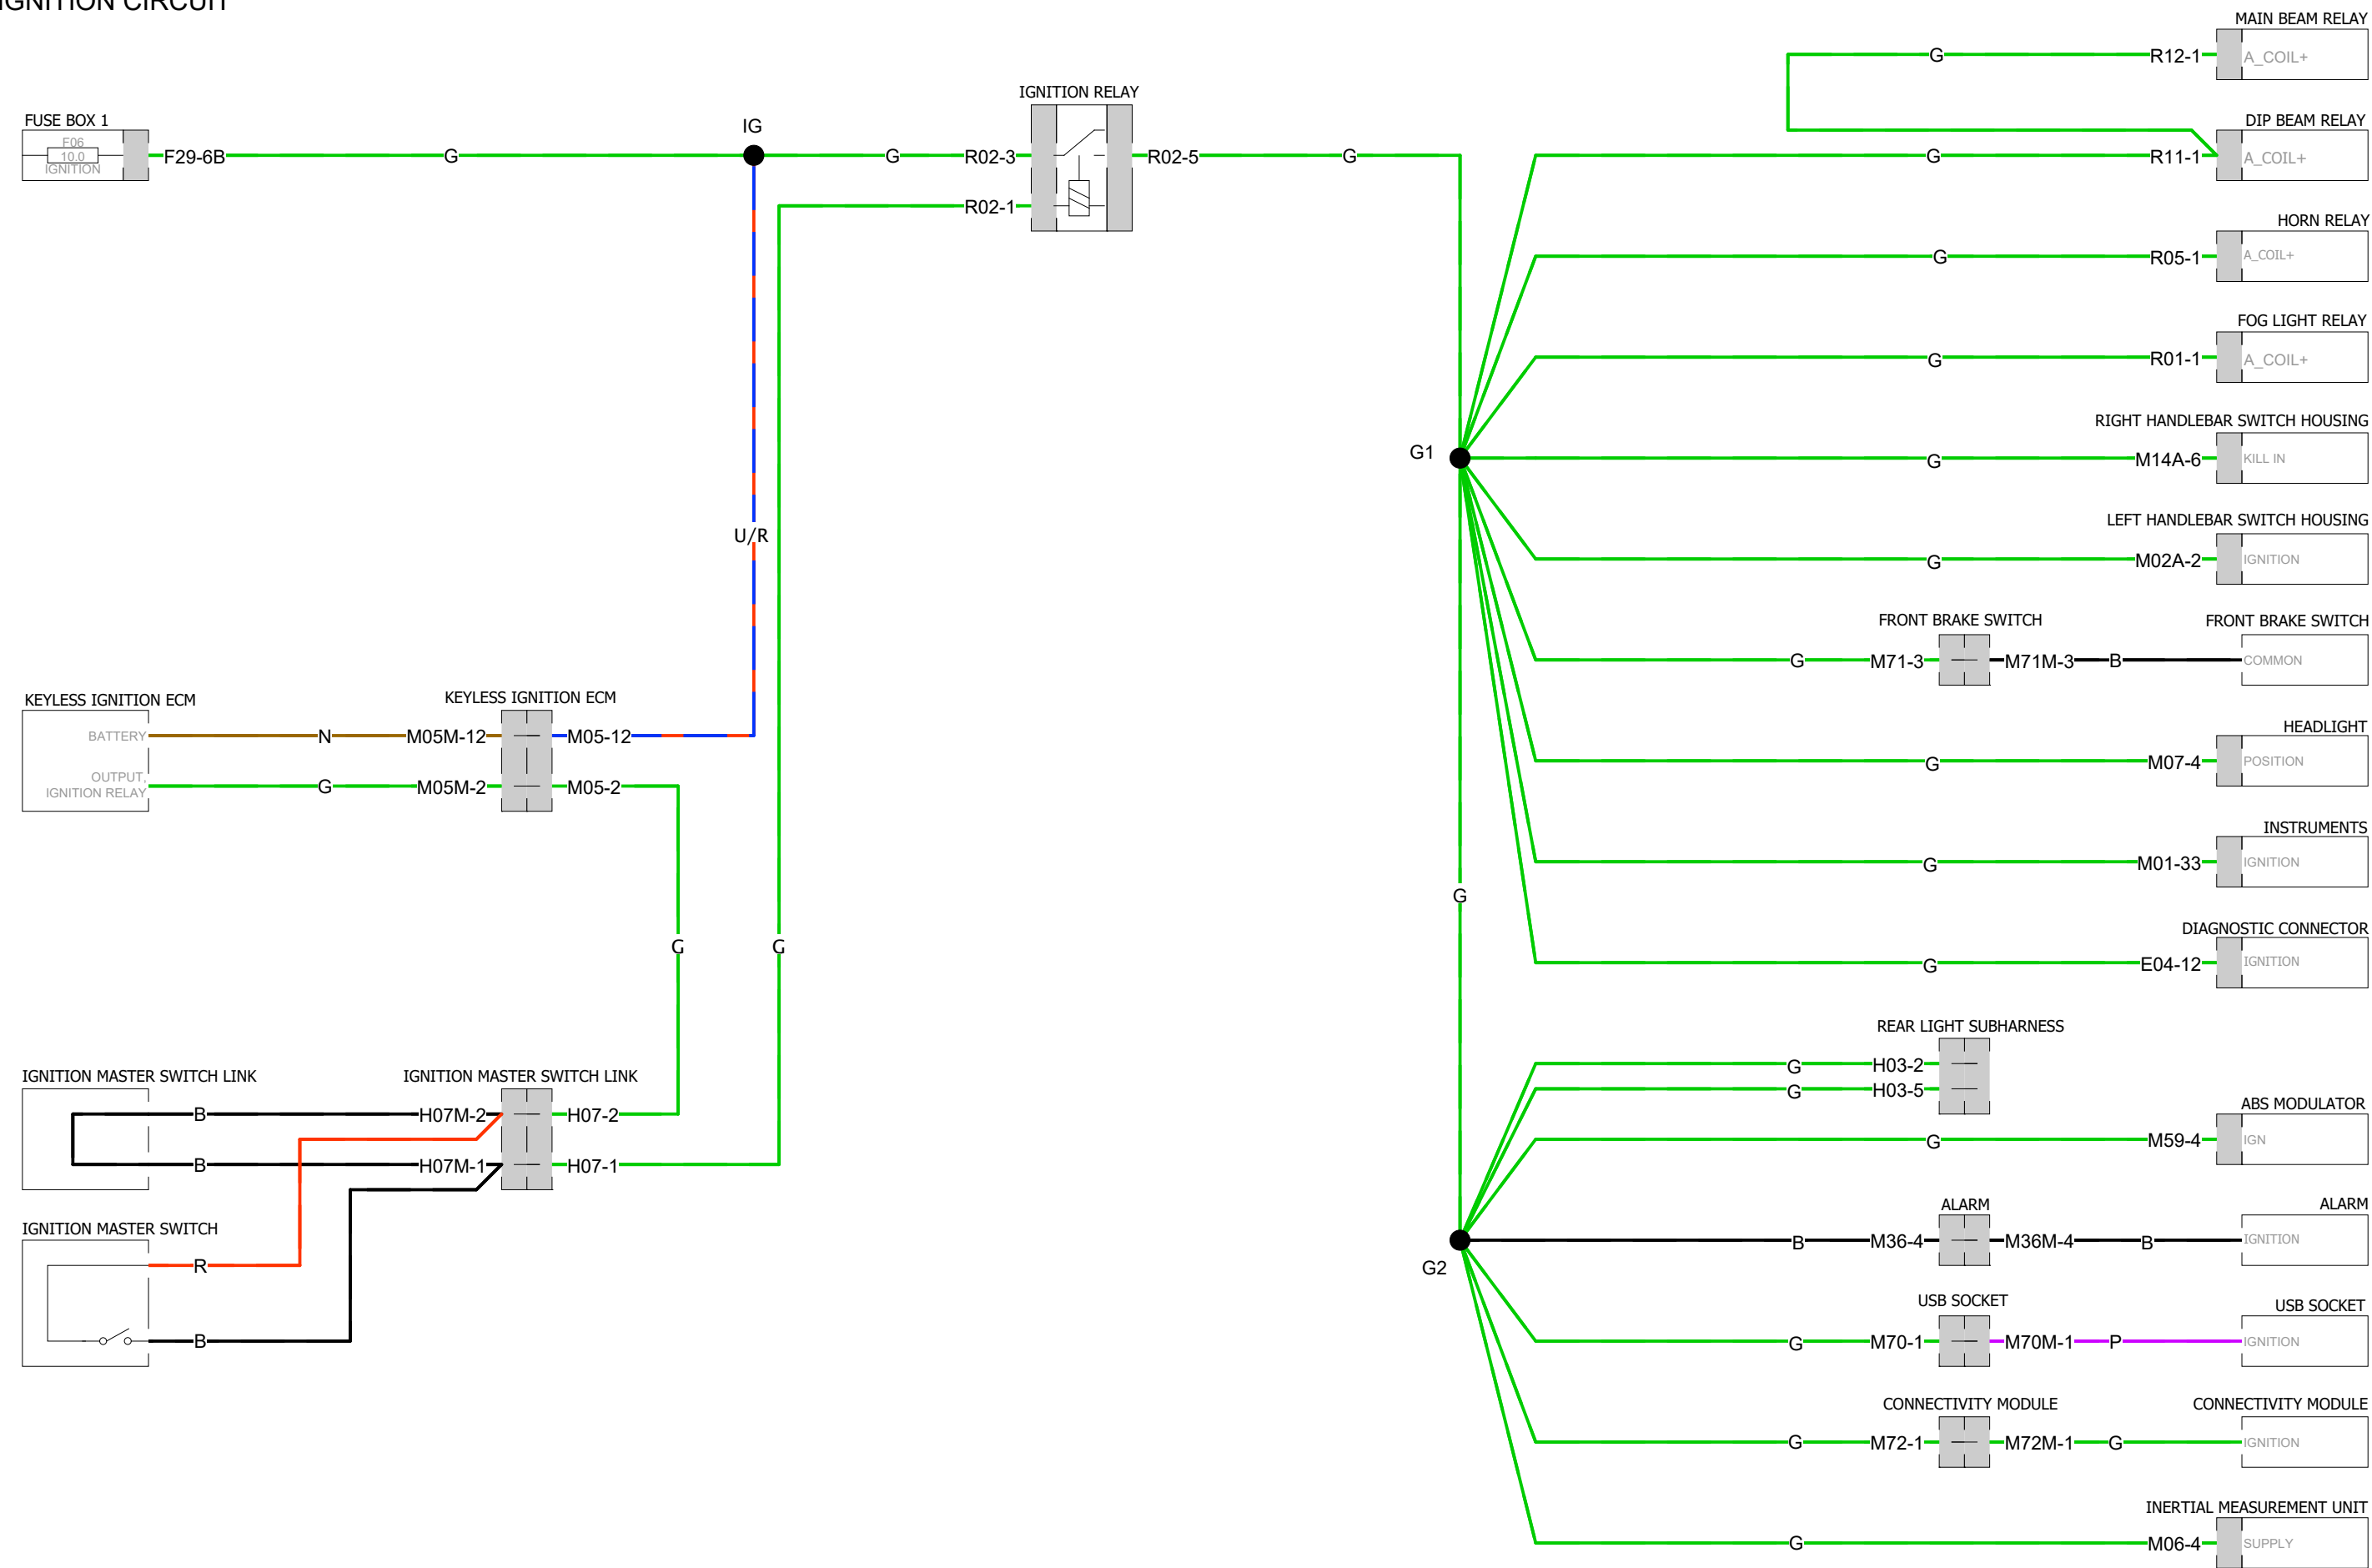 IGNITION CIRCUIT
MAIN BEAM RELAY
G
R12-1
A_COIL+
IGNITION RELAY
FUSE BOX 1
F06
10.0
IGNITION
F29-6B
G
IG
G
R02-3
R02-5
G
R02-1
DIP BEAM RELAY
G
R11-1
A_COIL+
HORN RELAY
G
R05-1
A_COIL+
FOG LIGHT RELAY
G
R01-1
A_COIL+
RIGHT HANDLEBAR SWITCH HOUSING
G1
G
M14A-6
KILL IN
LEFT HANDLEBAR SWITCH HOUSING
U/R
G
M02A-2
IGNITION
FRONT BRAKE SWITCH
FRONT BRAKE SWITCH
G
M71-3
M71M-3
B
COMMON
KEYLESS IGNITION ECM
KEYLESS IGNITION ECM
BATTERY
N
M05M-12
M05-12
OUTPUT,
IGNITION RELAY
G
M05M-2
M05-2
HEADLIGHT
G
M07-4
POSITION
INSTRUMENTS
G
M01-33
IGNITION
G
G
G
DIAGNOSTIC CONNECTOR
G
E04-12
IGNITION
REAR LIGHT SUBHARNESS
G
H03-2
G
H03-5
IGNITION MASTER SWITCH LINK
IGNITION MASTER SWITCH LINK
B
H07M-2
H07-2
B
H07M-1
H07-1
ABS MODULATOR
G
M59-4
IGN
IGNITION MASTER SWITCH
R
B
ALARM
ALARM
G2
B
M36-4
M36M-4
B
IGNITION
USB SOCKET
USB SOCKET
G
M70-1
M70M-1
P
IGNITION
CONNECTIVITY MODULE
CONNECTIVITY MODULE
G
M72-1
M72M-1
G
IGNITION
INERTIAL MEASUREMENT UNIT
G
M06-4
SUPPLY